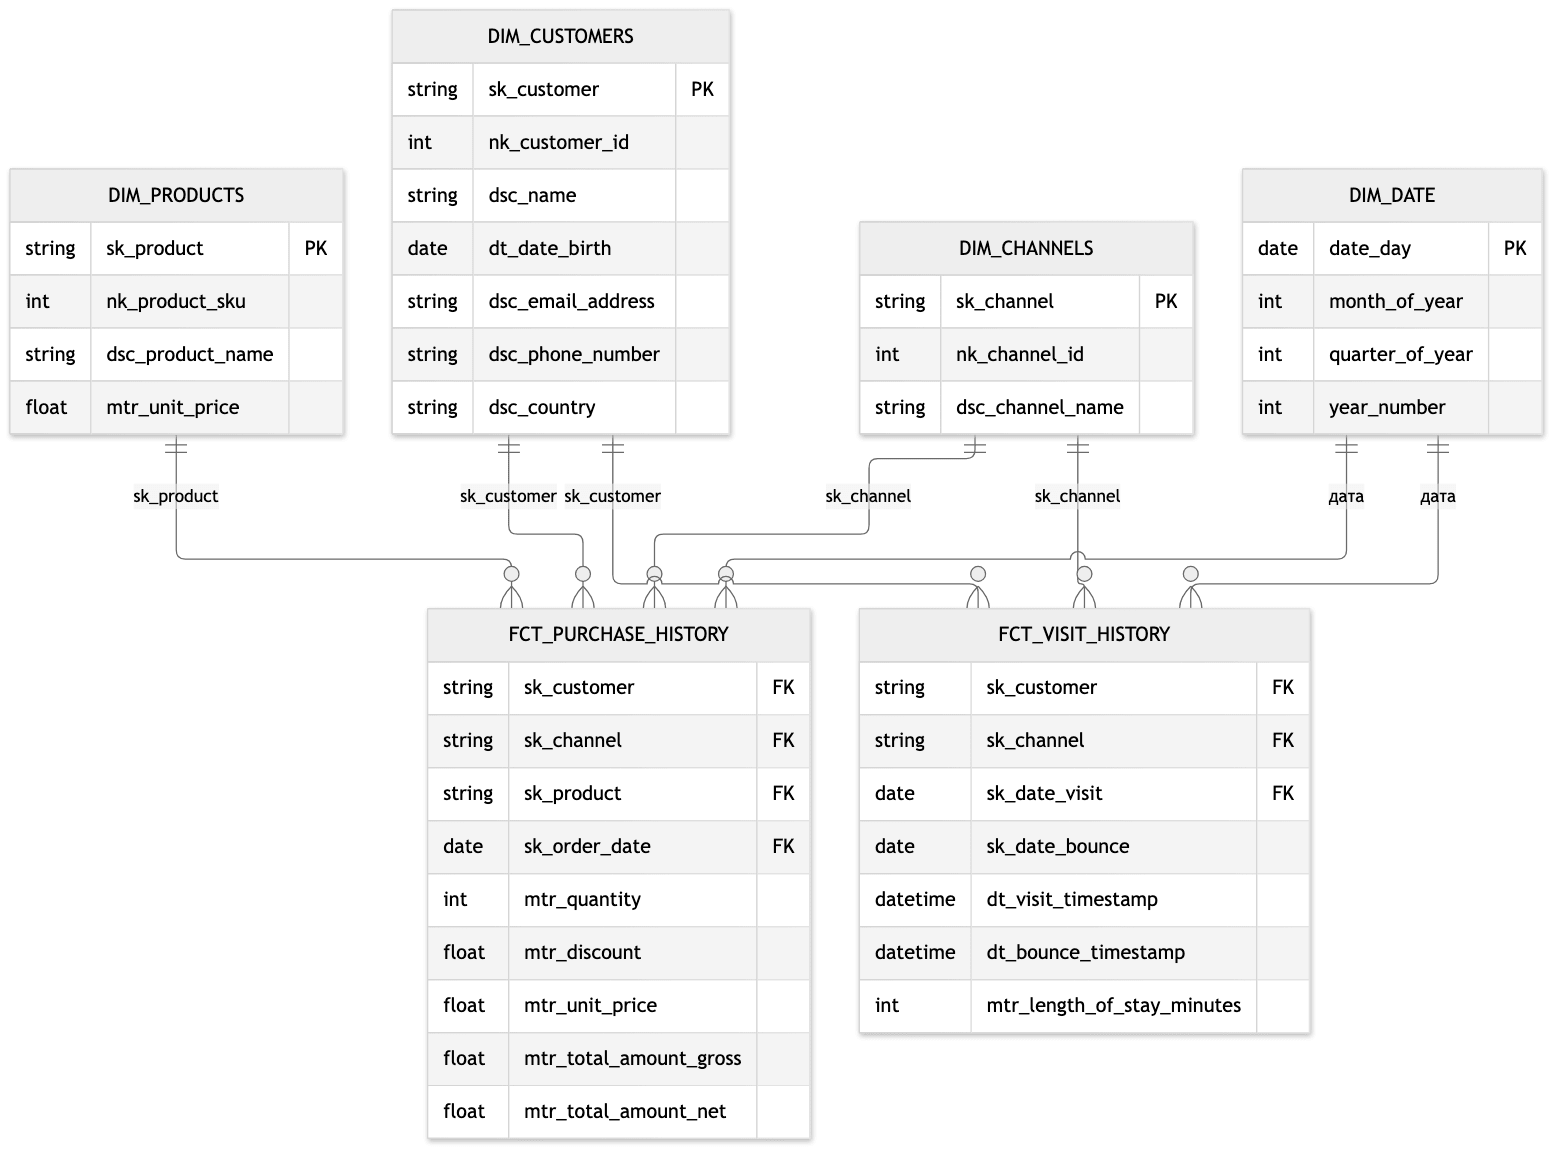 DIM_CUSTOMERS
string sk_customer PK
int nk_customer_id
string dsc_name
date dt_date_birth
string dsc_email_address
string dsc_phone_number
string dsc_country
DIM_PRODUCTS
string sk_product PK
int nk_product_sku
string dsc_product_name
float mtr_unit_price
DIM_CHANNELS
string sk_channel PK
int nk_channel_id
string dsc_channel_name
DIM_DATE
date date_day PK
int month_of_year
int quarter_of_year
int year_number
sk_product sk_customer sk_customer sk_channel sk_channel дата дата
FCT_PURCHASE_HISTORY
string sk_customer FK
string sk_channel FK
string sk_product FK
date sk_order_date FK
int mtr_quantity
float mtr_discount
float mtr_unit_price
float mtr_total_amount_gross
float mtr_total_amount_net
FCT_VISIT_HISTORY
string sk_customer FK
string sk_channel FK
date sk_date_visit FK
date sk_date_bounce
datetime dt_visit_timestamp
datetime dt_bounce_timestamp
int mtr_length_of_stay_minutes